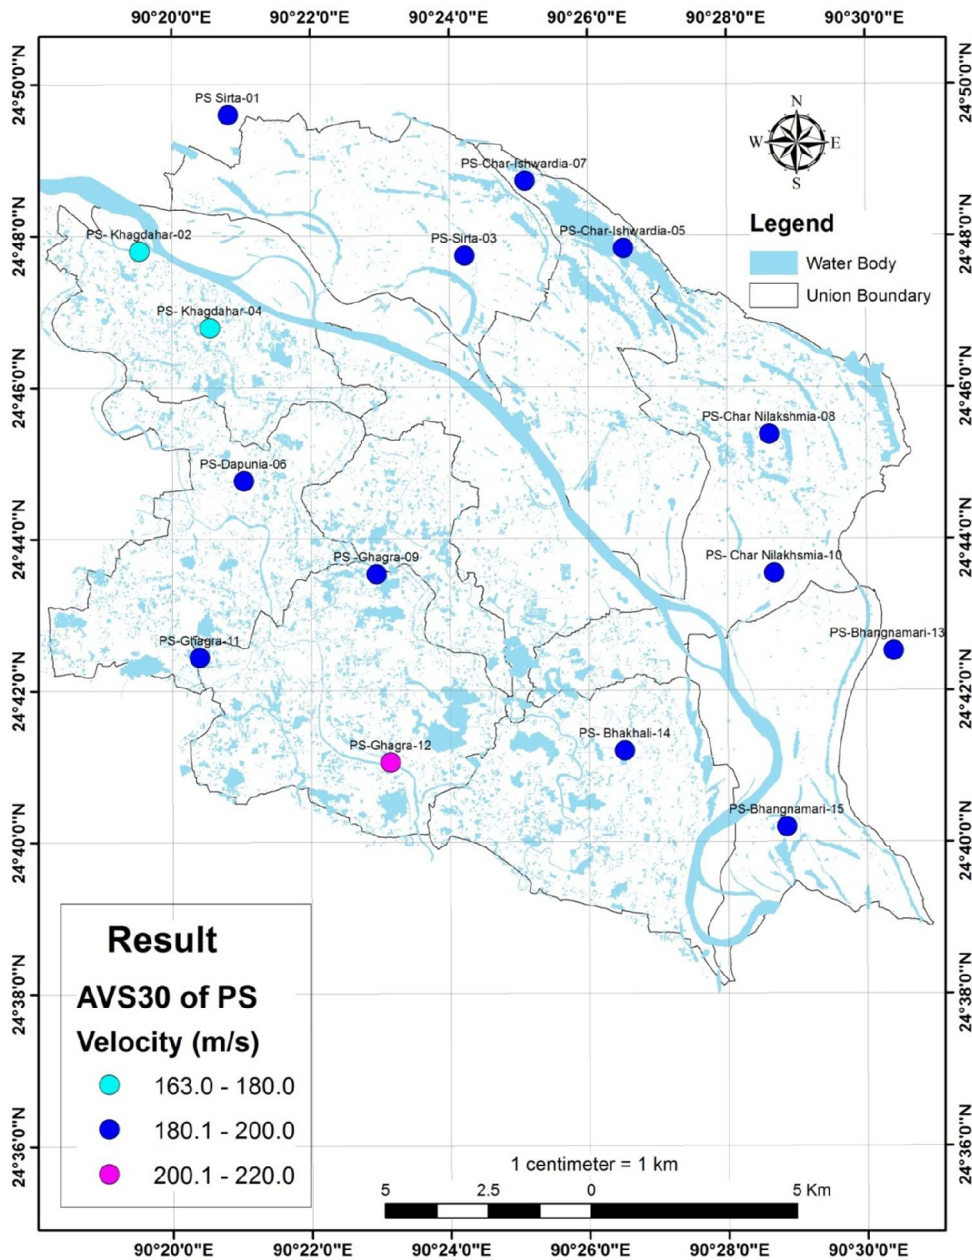 90°20'0"E 90°22'0"E 90°24'0"E 90°26'0"E 90°28'0"E 90°30'0"E
24°50'0"N 24°50'0"N
PS Sirta-01
N
W E
S
PS-Char-Ishwardia-07
Legend
Water Body
Union Boundary
24°48'0"N 24°48'0"N
PS- Khagdahar-02
PS-Sirta-03
PS-Char-Ishwardia-05
PS- Khagdahar-04
24°46'0"N 24°46'0"N
PS-Char Nilakshmia-08
PS-Dapunia-06
24°44'0"N 24°44'0"N
PS -Ghagra-09
PS- Char Nilakhsmia-10
PS-Ghagra-11
PS-Bhangnamari-13
24°42'0"N 24°42'0"N
PS-Ghagra-12
PS- Bhakhali-14
PS-Bhangnamari-15
24°40'0"N 24°40'0"N
Result
AVS30 of PS
Velocity (m/s)
163.0 - 180.0
180.1 - 200.0
200.1 - 220.0
24°38'0"N 24°38'0"N
24°36'0"N 24°36'0"N
1 centimeter = 1 km
5 2.5 0 5 Km
90°20'0"E 90°22'0"E 90°24'0"E 90°26'0"E 90°28'0"E 90°30'0"E